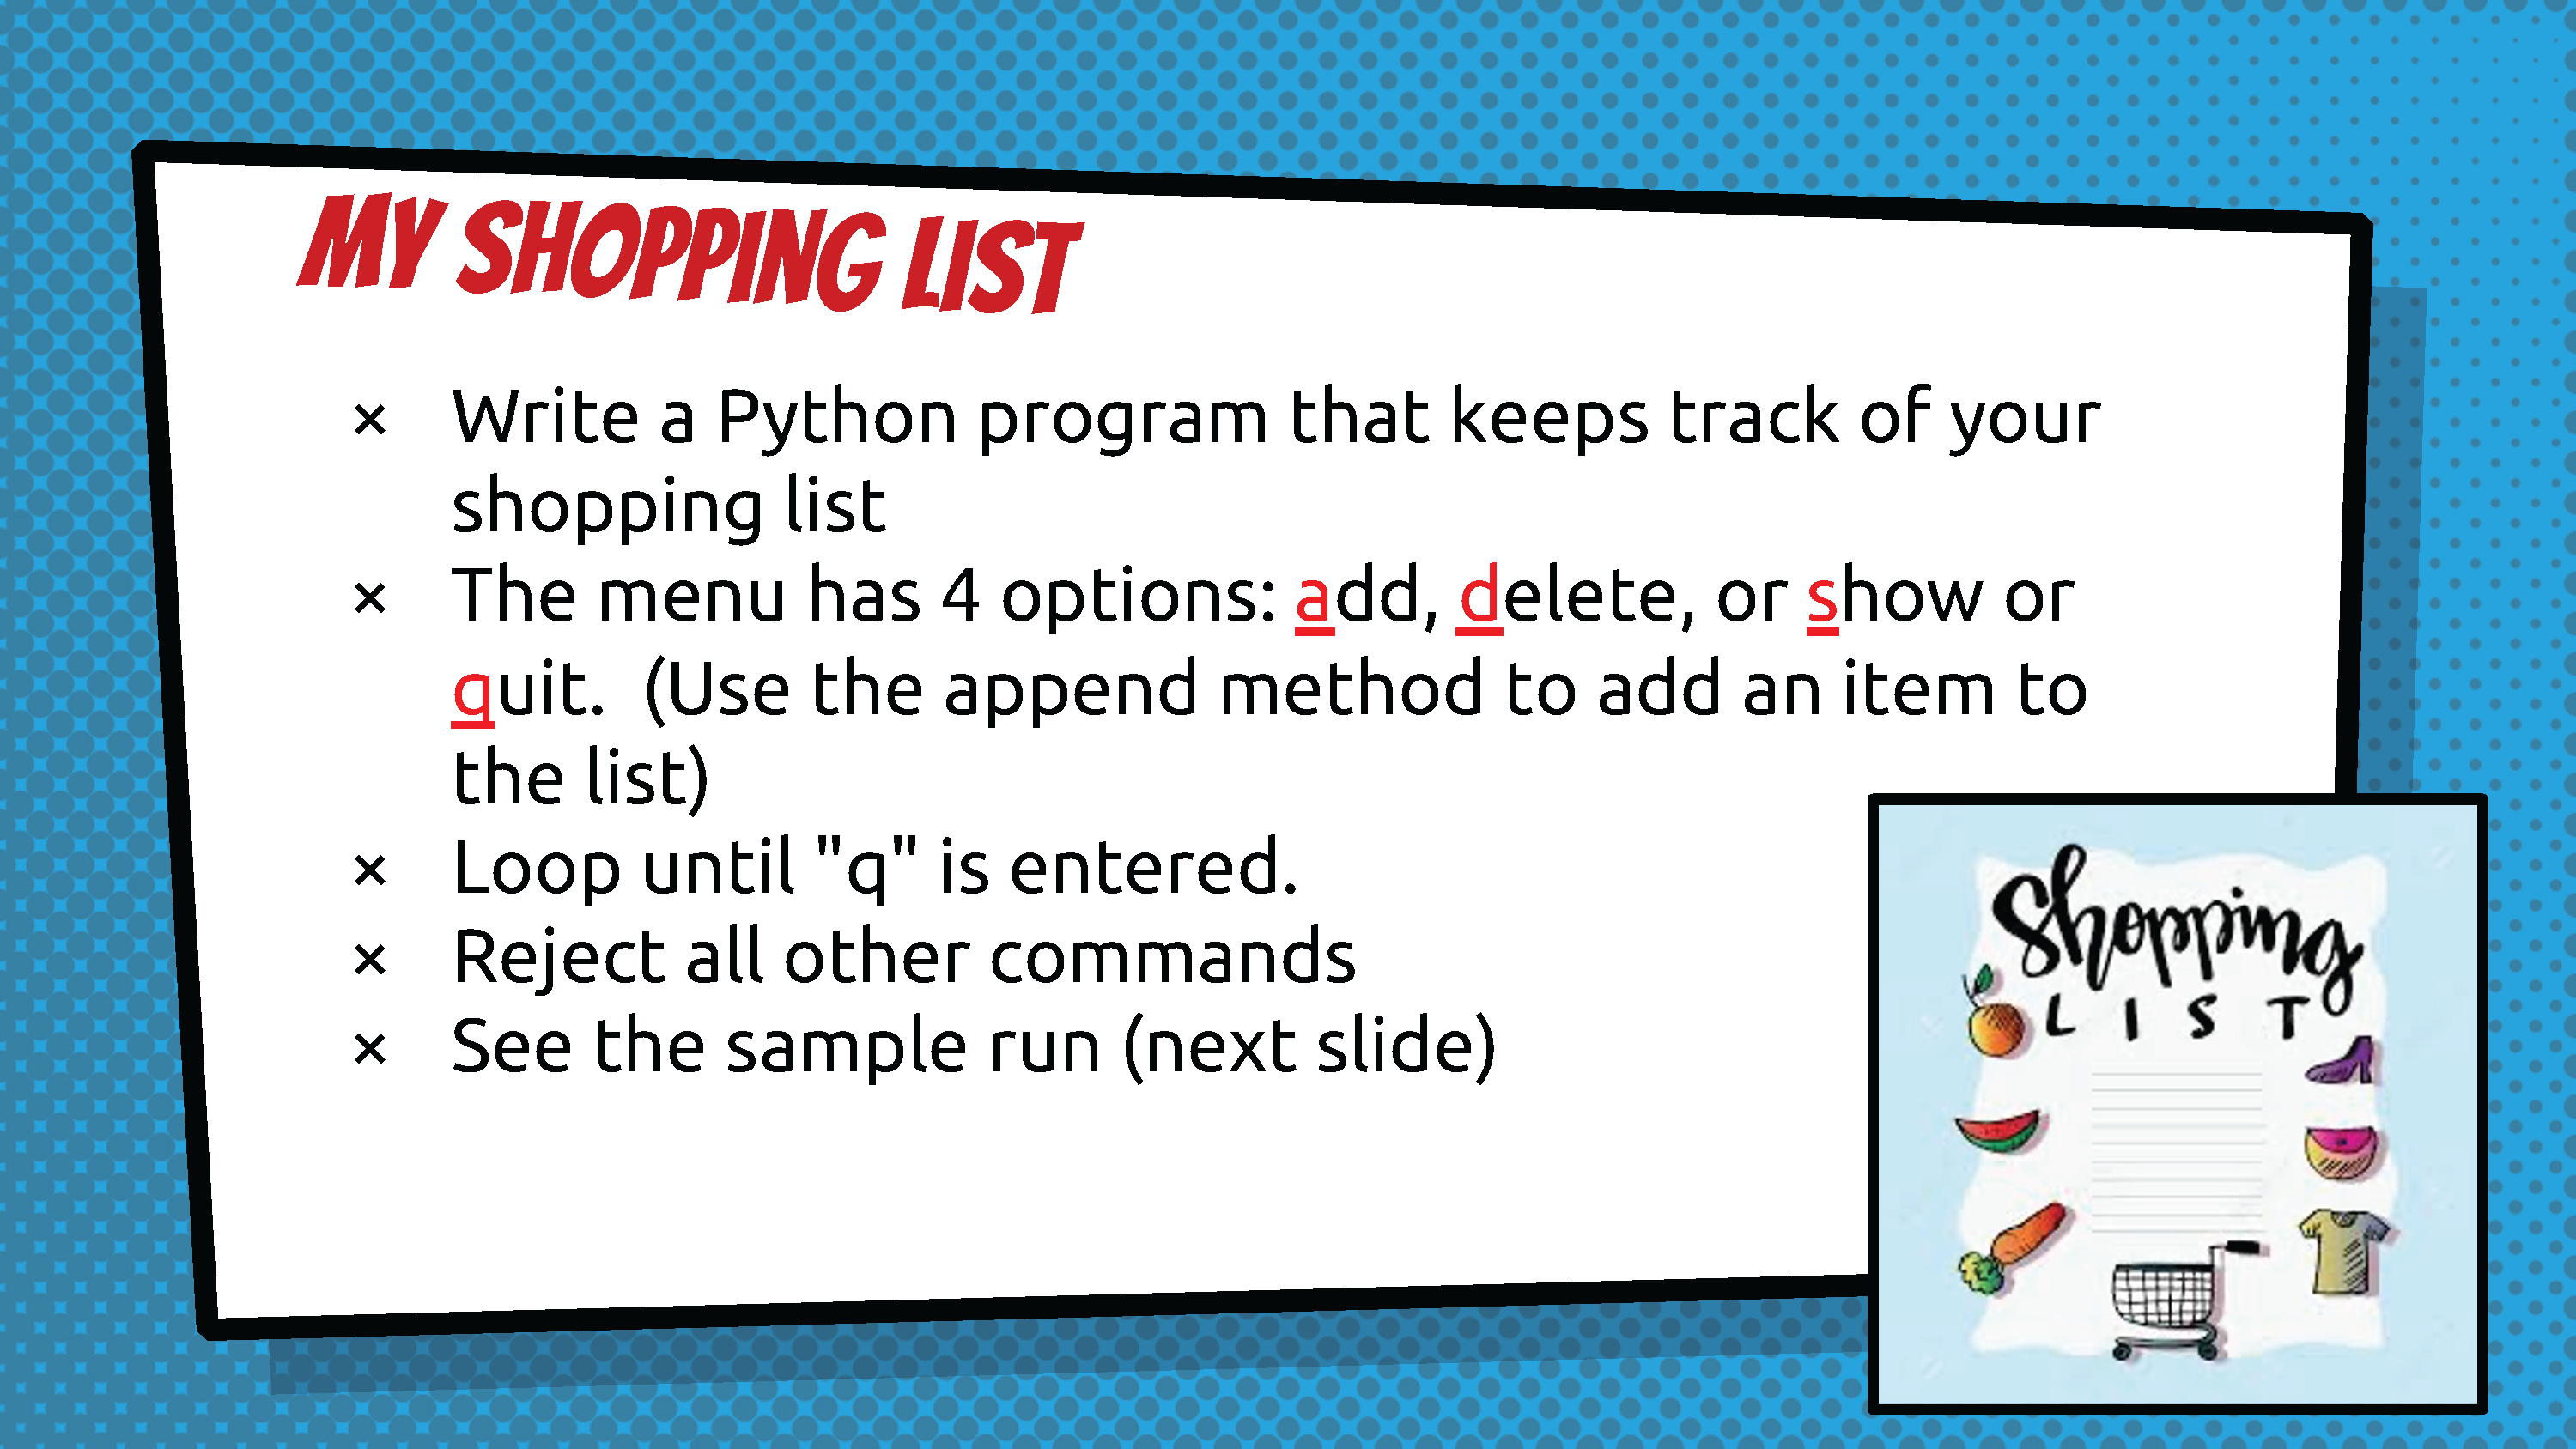 MY SHOPPING LIST
× Write a Python program that keeps track of your
shopping list
× The menu has 4 options: add, delete, or show or
quit.  (Use the append method to add an item to
the list)
× Loop until "q" is entered.
× Reject all other commands
× See the sample run (next slide)
Shopping
LIST